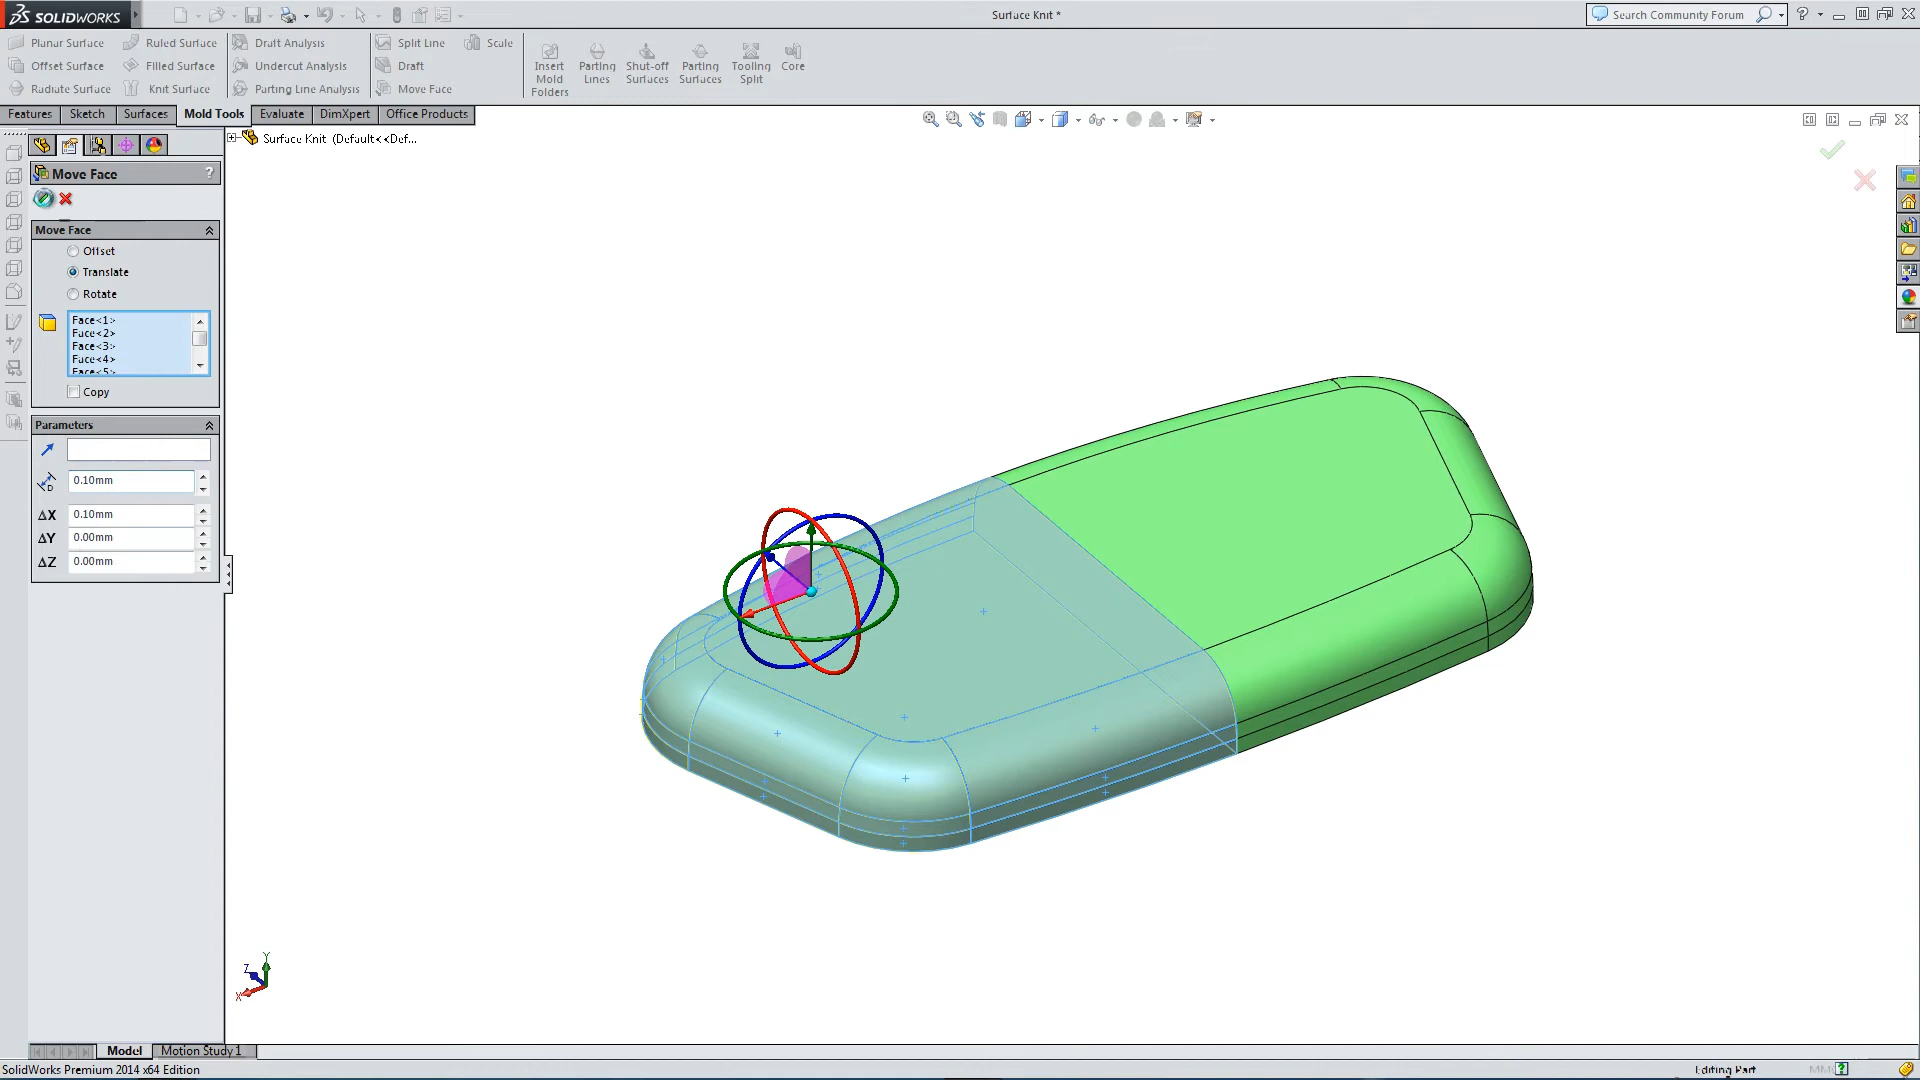 SOLIDWORKS
Surface Knit *
Search Community Forum
Planar Surface
Ruled Surface
Draft Analysis
Split Line
Scale
Offset Surface
Filled Surface
Undercut Analysis
Draft
Radiate Surface
Knit Surface
Parting Line Analysis
Move Face
Insert Mold Folders
Parting Lines
Shut-off Surfaces
Parting Surfaces
Tooling Split
Core
Features
Sketch
Surfaces
Mold Tools
Evaluate
DimXpert
Office Products
Surface Knit (Default<<Def...
Move Face
?
Move Face
Offset
Translate
Rotate
Face<1>
Face<2>
Face<3>
Face<4>
Face<5>
Copy
Parameters
D
0.10mm
ΔX
0.10mm
ΔY
0.00mm
ΔZ
0.00mm
Y
Z
X
Model
Motion Study 1
SolidWorks Premium 2014 x64 Edition
Editing Part